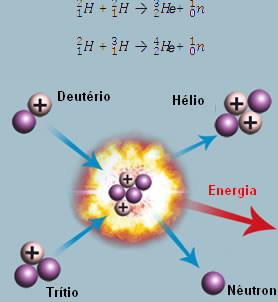 ²₁H + ²₁H → ³₂He + ¹₀n
²₁H + ³₁H → ⁴₂He + ¹₀n
Deutério
Hélio
Energia
Trítio
Nêutron